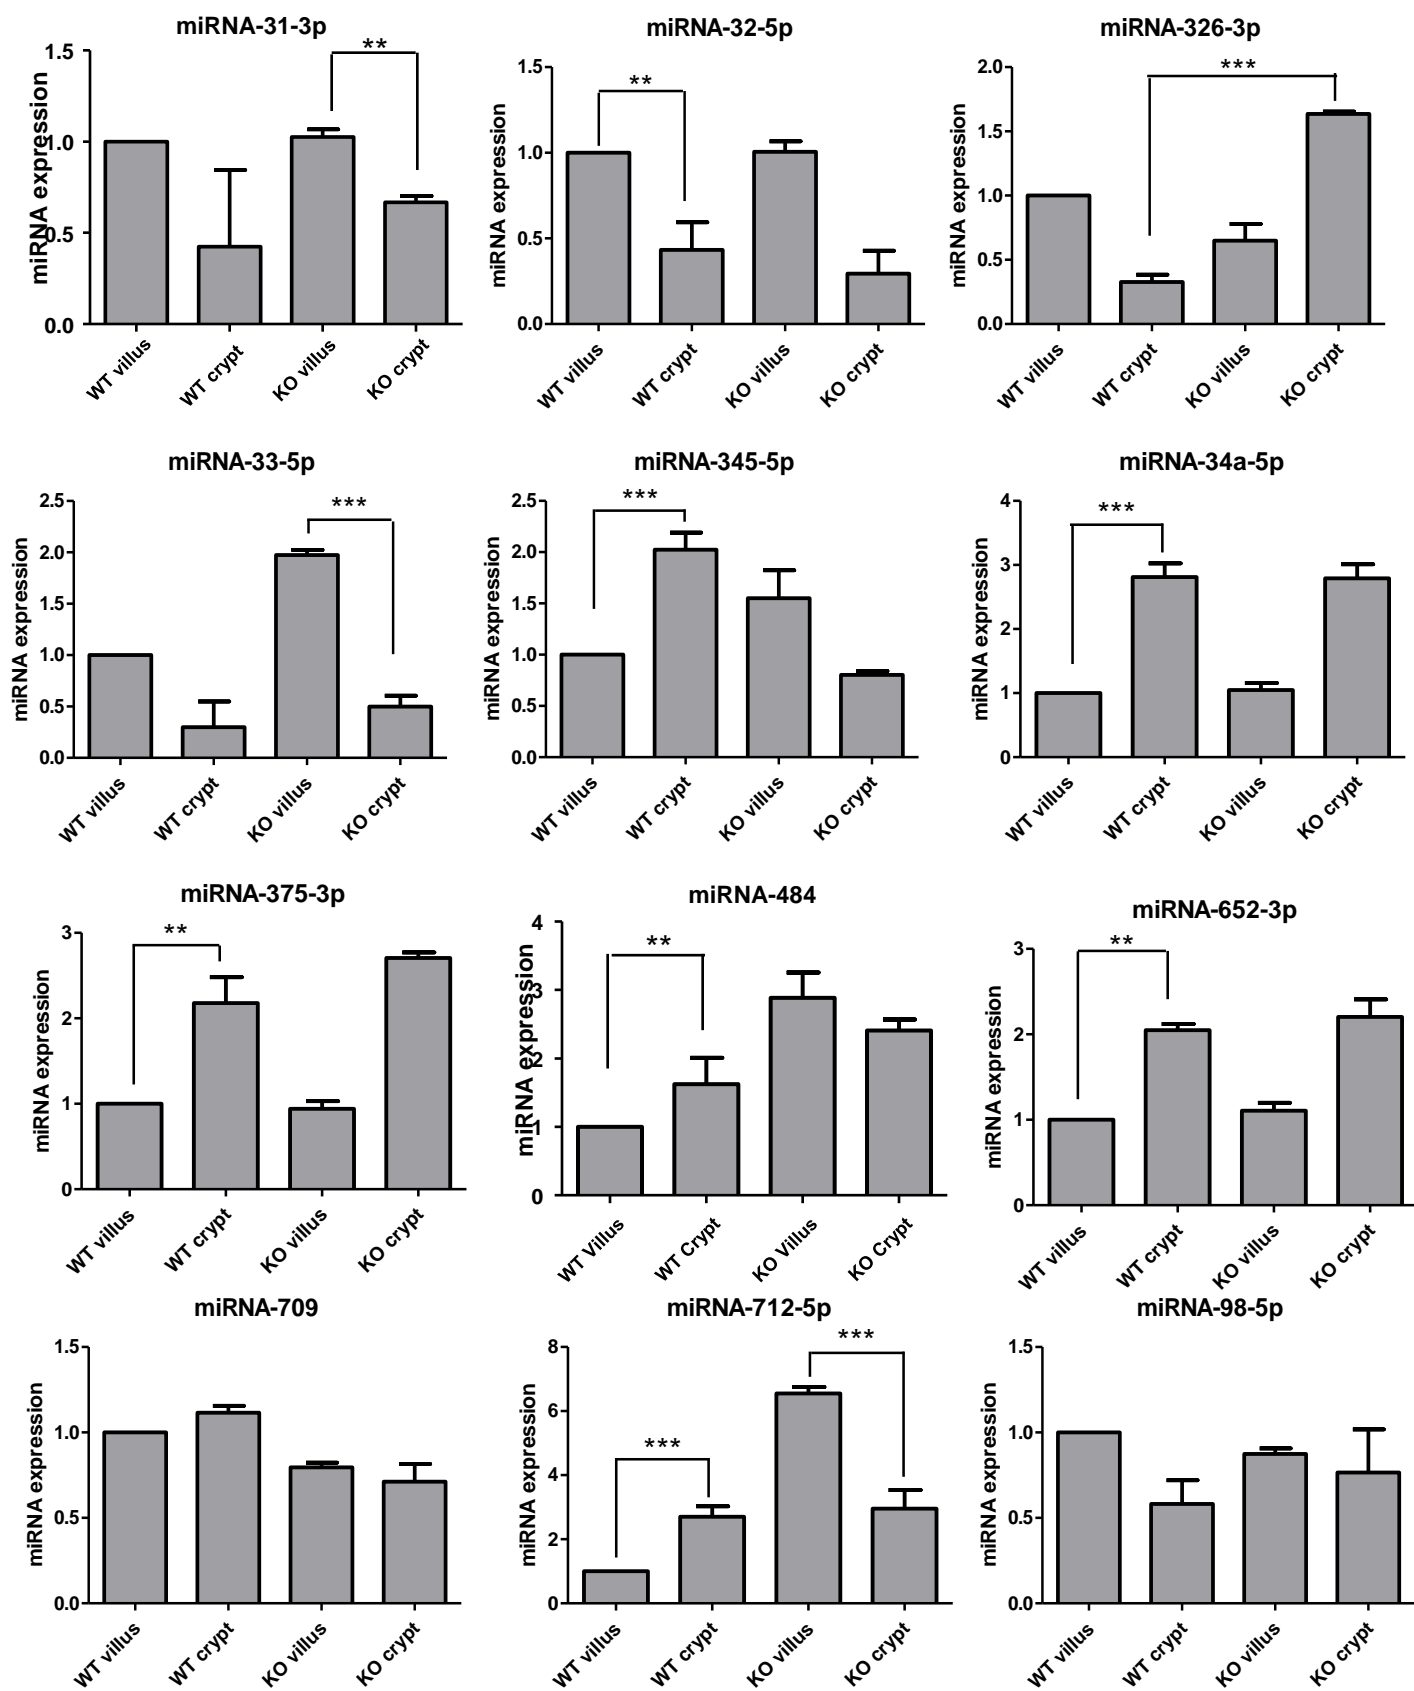 miRNA-31-3p
miRNA expression
1.5
1.0
0.5
0.0
**
WT villus
WT crypt
KO villus
KO crypt
miRNA-32-5p
miRNA expression
1.5
1.0
0.5
0.0
**
WT villus
WT crypt
KO villus
KO crypt
miRNA-326-3p
miRNA expression
2.0
1.5
1.0
0.5
0.0
***
WT villus
WT crypt
KO villus
KO crypt
miRNA-33-5p
miRNA expression
2.5
2.0
1.5
1.0
0.5
0.0
***
WT villus
WT crypt
KO villus
KO crypt
miRNA-345-5p
miRNA expression
2.5
2.0
1.5
1.0
0.5
0.0
***
WT villus
WT crypt
KO villus
KO crypt
miRNA-34a-5p
miRNA expression
4
3
2
1
0
***
WT villus
WT crypt
KO villus
KO crypt
miRNA-375-3p
miRNA expression
3
2
1
0
**
WT villus
WT crypt
KO villus
KO crypt
miRNA-484
miRNA expression
4
3
2
1
0
**
WT Villus
WT Crypt
KO Villus
KO Crypt
miRNA-652-3p
miRNA expression
3
2
1
0
**
WT villus
WT crypt
KO villus
KO crypt
miRNA-709
miRNA expression
1.5
1.0
0.5
0.0
WT villus
WT crypt
KO villus
KO crypt
miRNA-712-5p
miRNA expression
8
6
4
2
0
***
***
WT villus
WT crypt
KO villus
KO crypt
miRNA-98-5p
miRNA expression
1.5
1.0
0.5
0.0
WT villus
WT crypt
KO villus
KO crypt